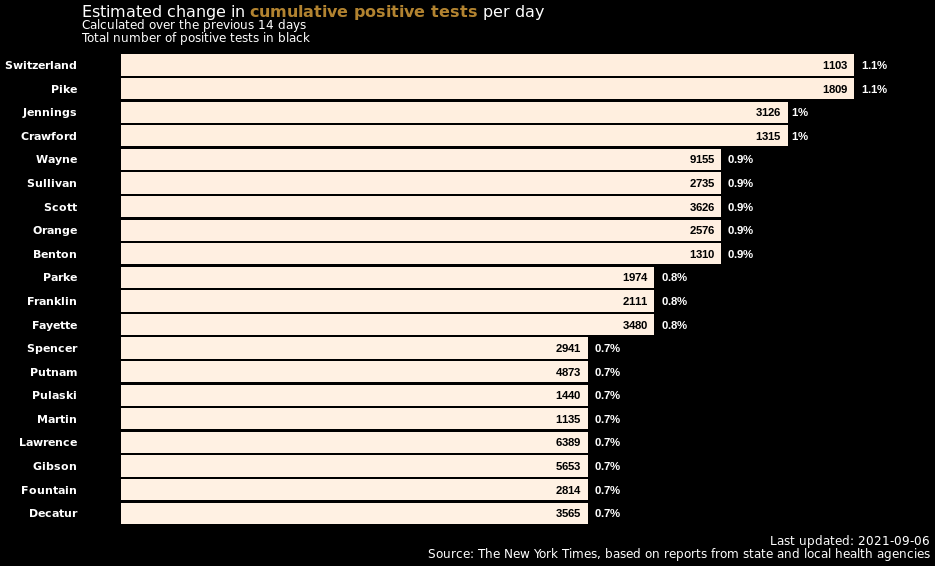 Estimated change in cumulative positive tests per day
Calculated over the previous 14 days
Total number of positive tests in black
Switzerland 1103 1.1%
Pike 1809 1.1%
Jennings 3126 1%
Crawford 1315 1%
Wayne 9155 0.9%
Sullivan 2735 0.9%
Scott 3626 0.9%
Orange 2576 0.9%
Benton 1310 0.9%
Parke 1974 0.8%
Franklin 2111 0.8%
Fayette 3480 0.8%
Spencer 2941 0.7%
Putnam 4873 0.7%
Pulaski 1440 0.7%
Martin 1135 0.7%
Lawrence 6389 0.7%
Gibson 5653 0.7%
Fountain 2814 0.7%
Decatur 3565 0.7%
Last updated: 2021-09-06
Source: The New York Times, based on reports from state and local health agencies